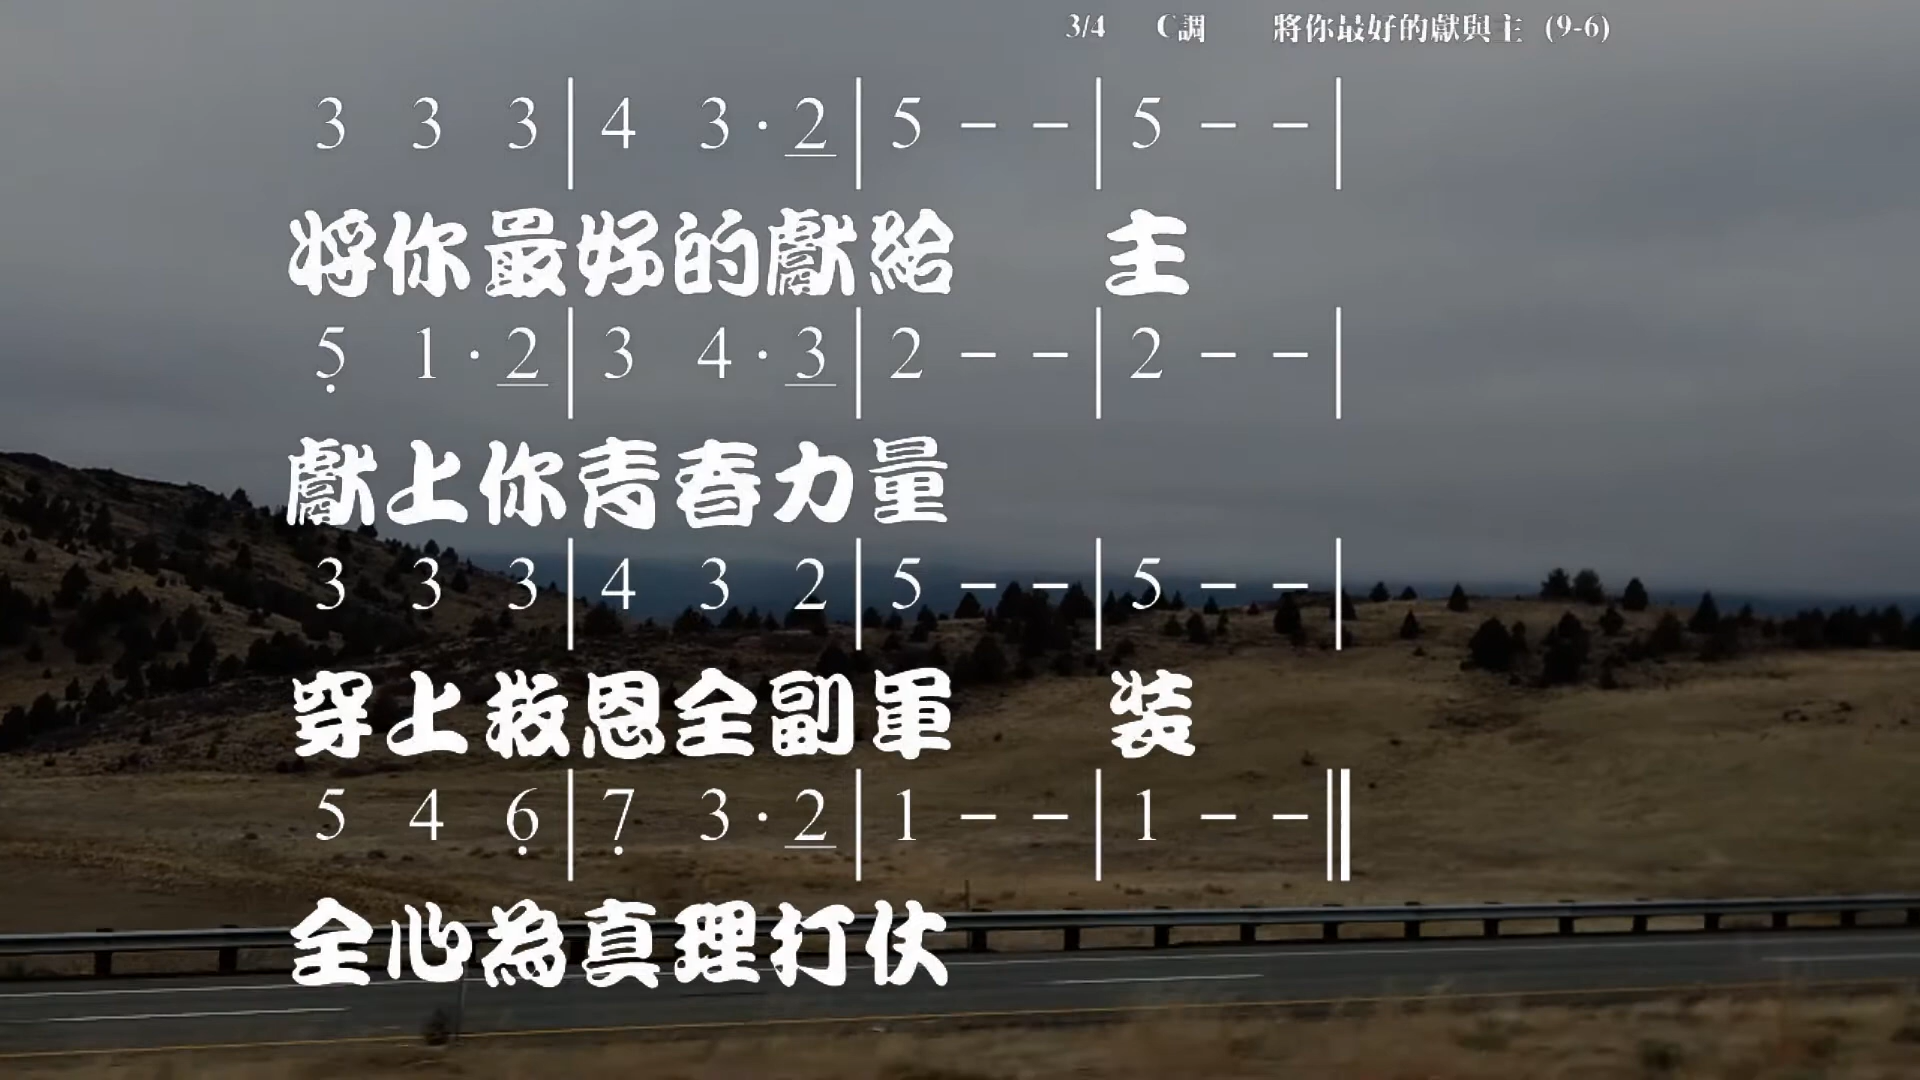 3/4 C調 將你最好的獻與主 (9-6)
3 3 3 | 4 3 · 2 | 5 – – | 5 – – |
將你最好的獻給 主
5̣ 1 · 2 | 3 4 · 3 | 2 – – | 2 – – |
獻上你青春力量
3 3 3 | 4 3 2 | 5 – – | 5 – – |
穿上救恩全副軍 裝
5 4 6̣ | 7̣ 3 · 2 | 1 – – | 1 – – ‖
全心為真理打仗